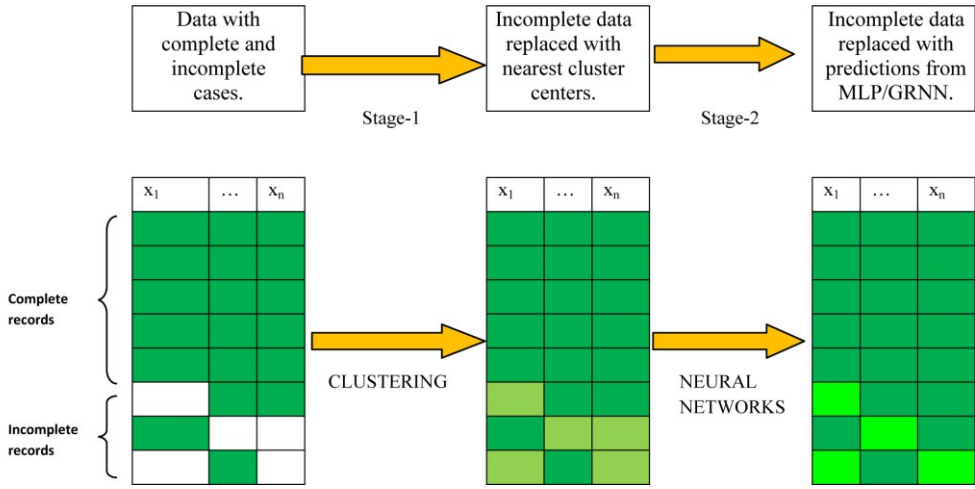 Data with
complete and
incomplete
cases.
Stage-1
Incomplete data
replaced with
nearest cluster
centers.
Stage-2
Incomplete data
replaced with
predictions from
MLP/GRNN.
x₁ … xₙ
x₁ … xₙ
x₁ … xₙ
Complete
records
CLUSTERING
NEURAL
NETWORKS
Incomplete
records